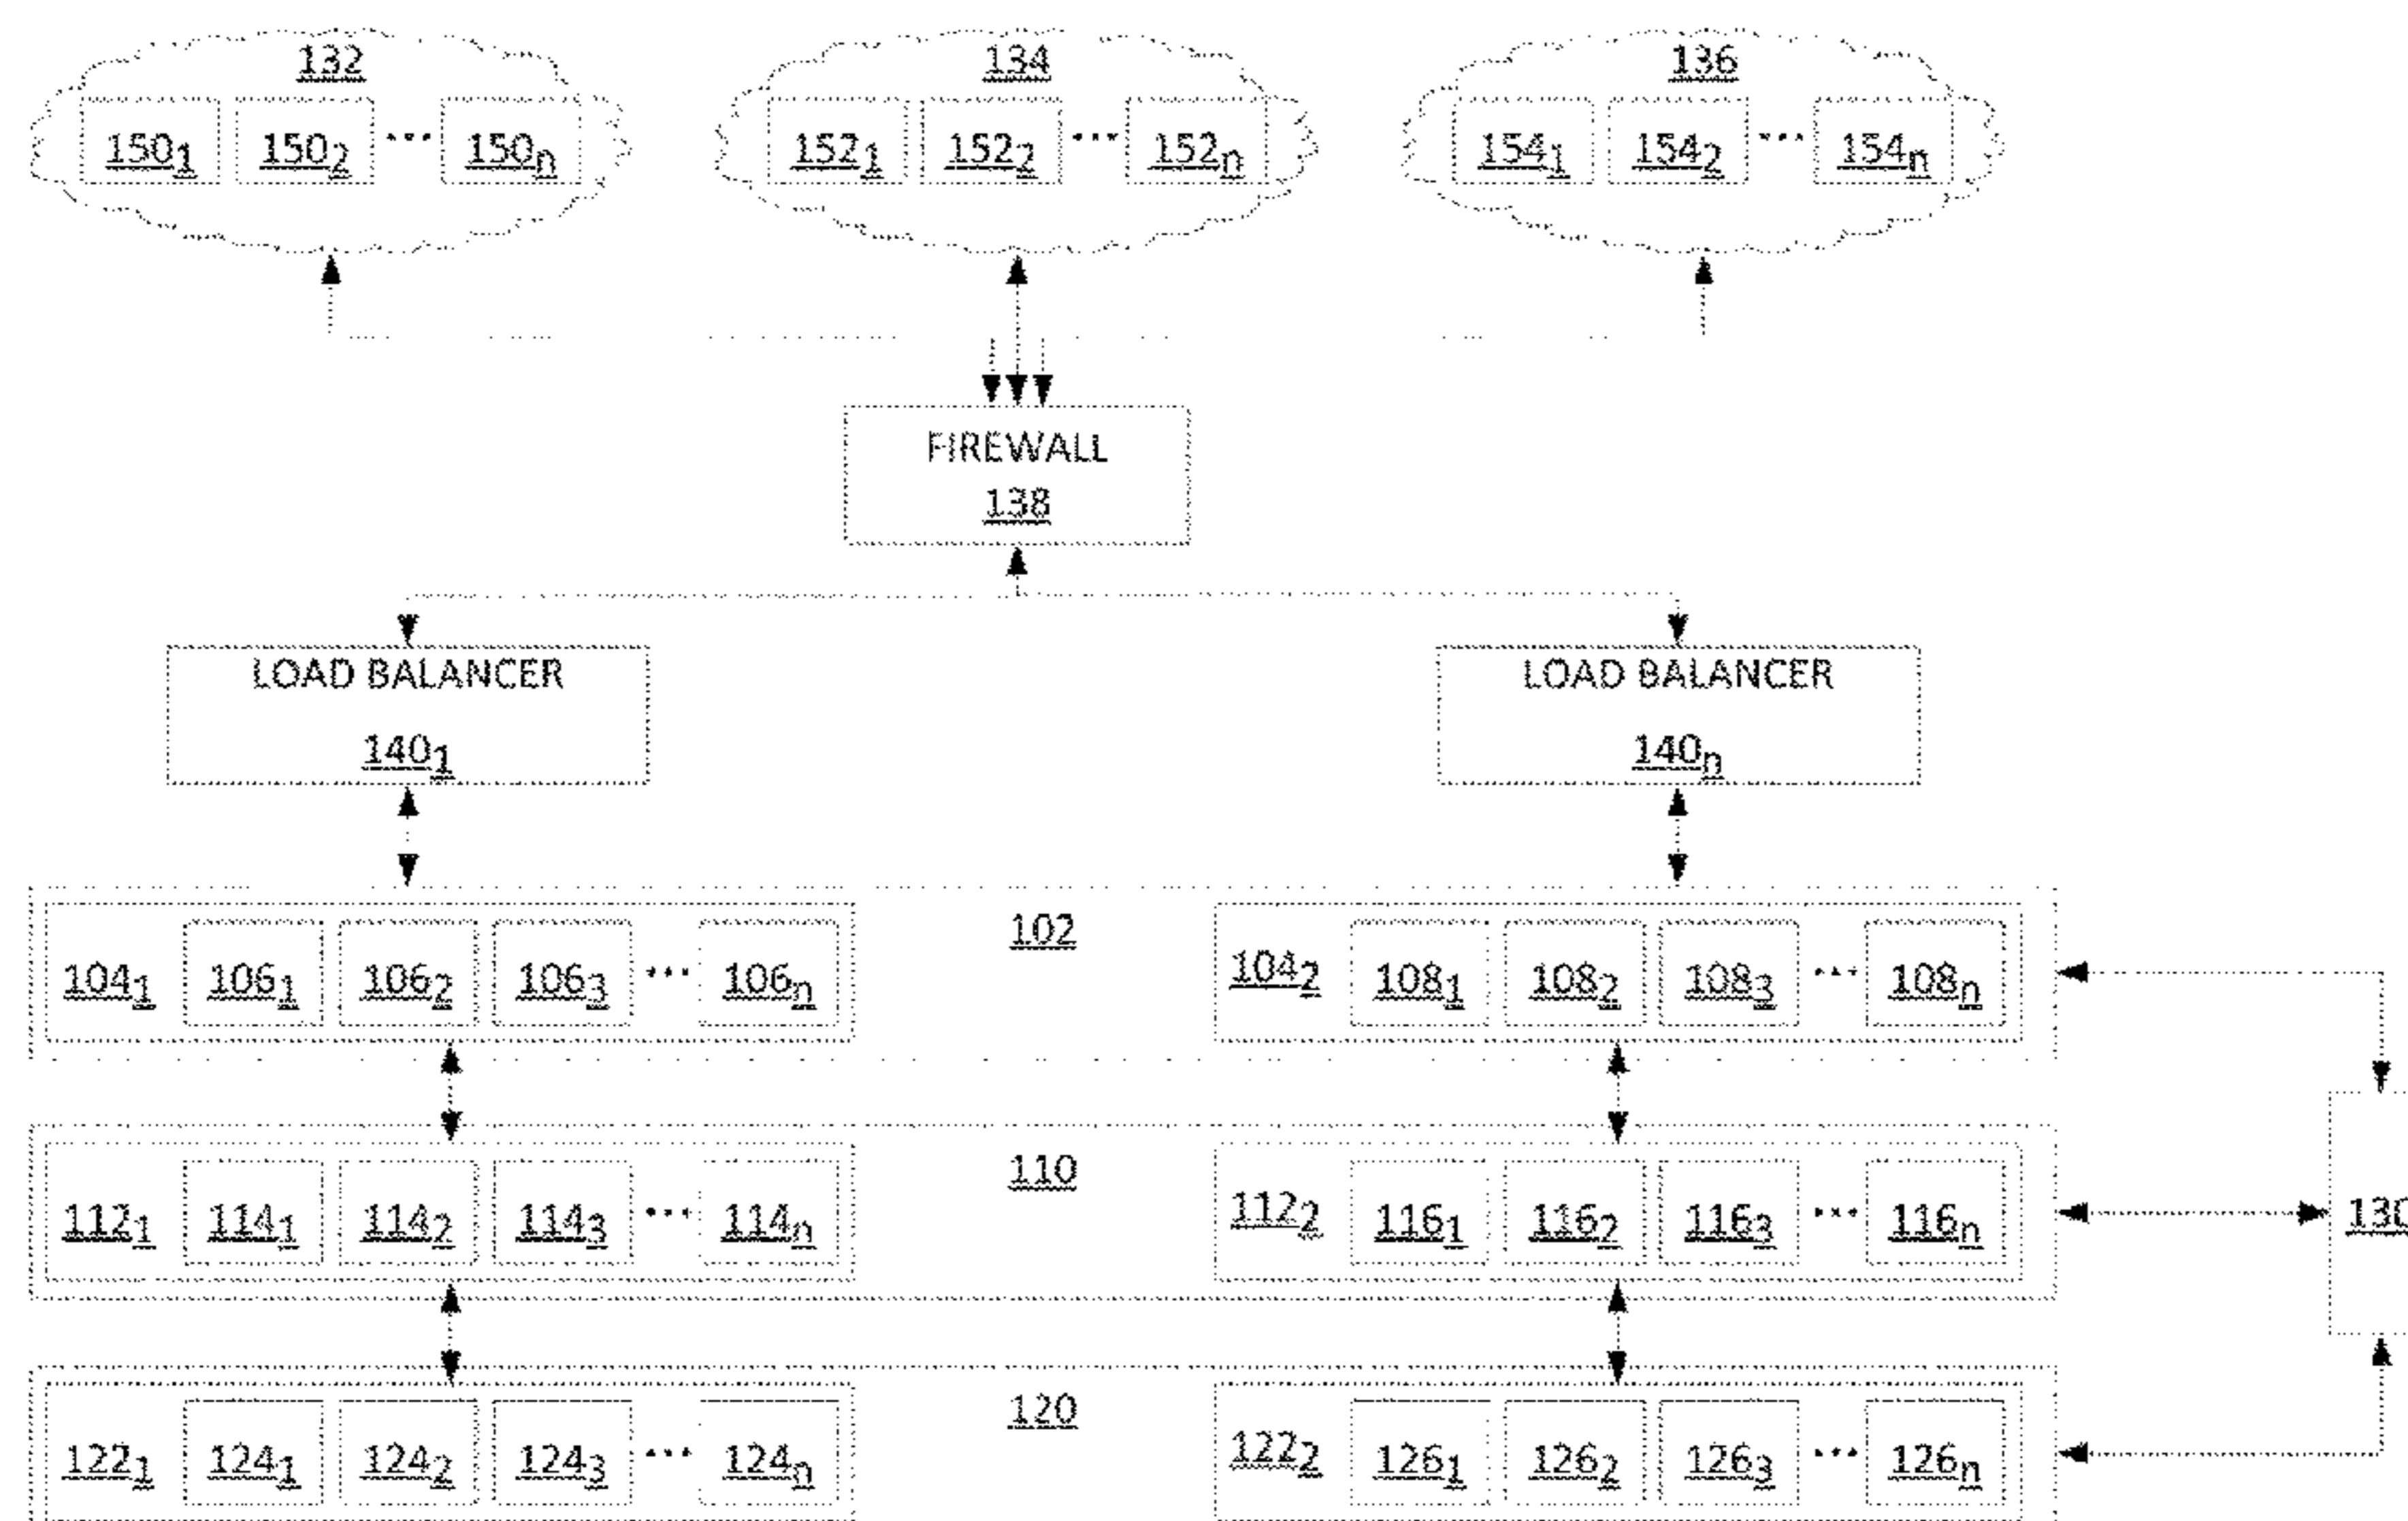 132 134 136
150₁ 150₂ ... 150ₙ 152₁ 152₂ ... 152ₙ 154₁ 154₂ ... 154ₙ
FIREWALL
138
LOAD BALANCER LOAD BALANCER
140₁ 140ₙ
102
104₁ 106₁ 106₂ 106₃ ... 106ₙ 104₂ 108₁ 108₂ 108₃ ... 108ₙ
110
112₁ 114₁ 114₂ 114₃ ... 114ₙ 112₂ 116₁ 116₂ 116₃ ... 116ₙ 130
120
122₁ 124₁ 124₂ 124₃ ... 124ₙ 122₂ 126₁ 126₂ 126₃ ... 126ₙ